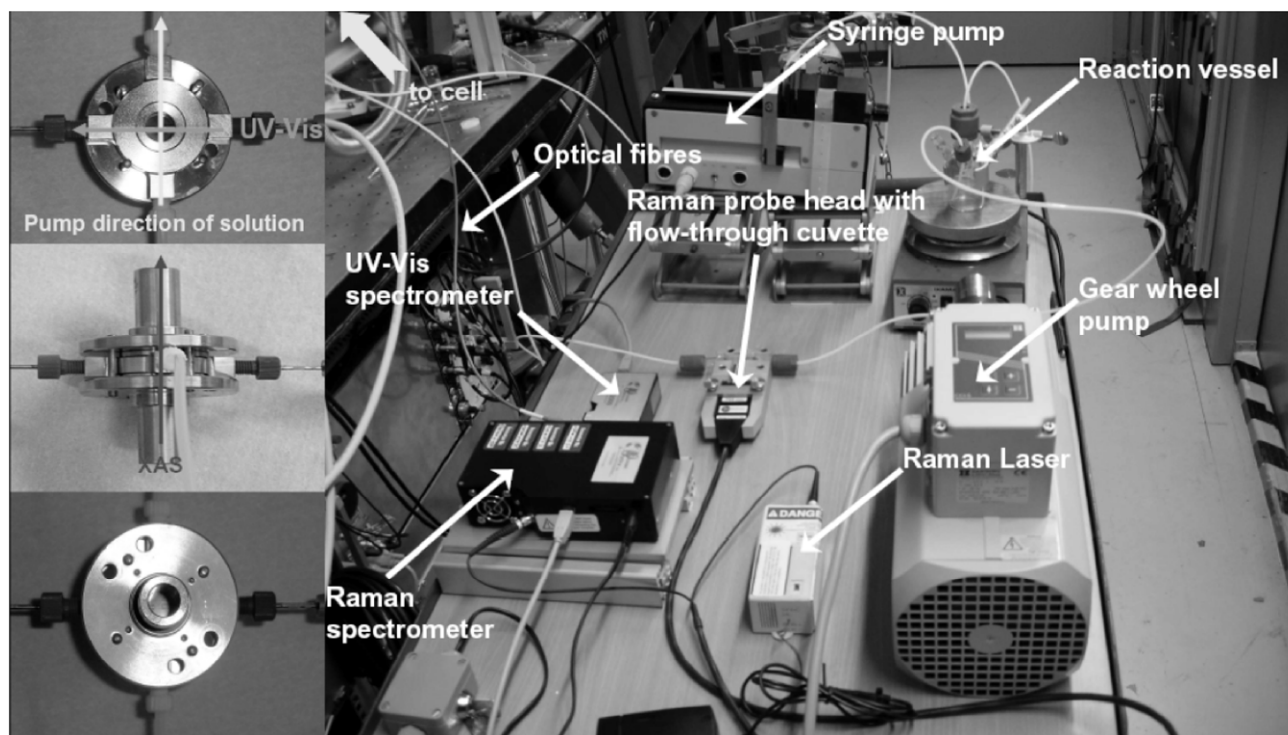 UV-Vis
Pump direction of solution
XAS
to cell
Syringe pump
Reaction vessel
Optical fibres
Raman probe head with
flow-through cuvette
UV-Vis
spectrometer
Gear wheel
pump
Raman Laser
DANGE
Raman
spectrometer